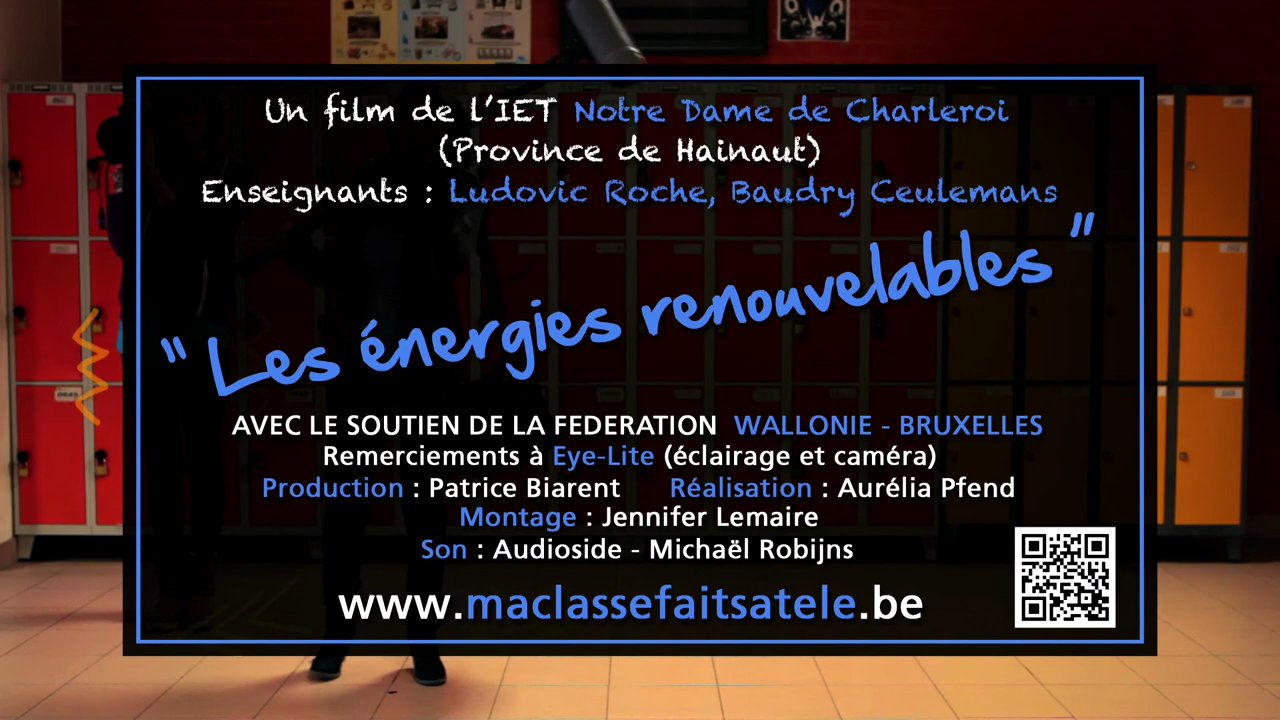 Un film de l'IET Notre Dame de Charleroi
(Province de Hainaut)
Enseignants : Ludovic Roche, Baudry Ceulemans
" Les énergies renouvelables "
AVEC LE SOUTIEN DE LA FEDERATION WALLONIE - BRUXELLES
Remerciements à Eye-Lite (éclairage et caméra)
Production : Patrice Biarent Réalisation : Aurélia Pfend
Montage : Jennifer Lemaire
Son : Audioside - Michaël Robijns
www.maclassefaitsatele.be